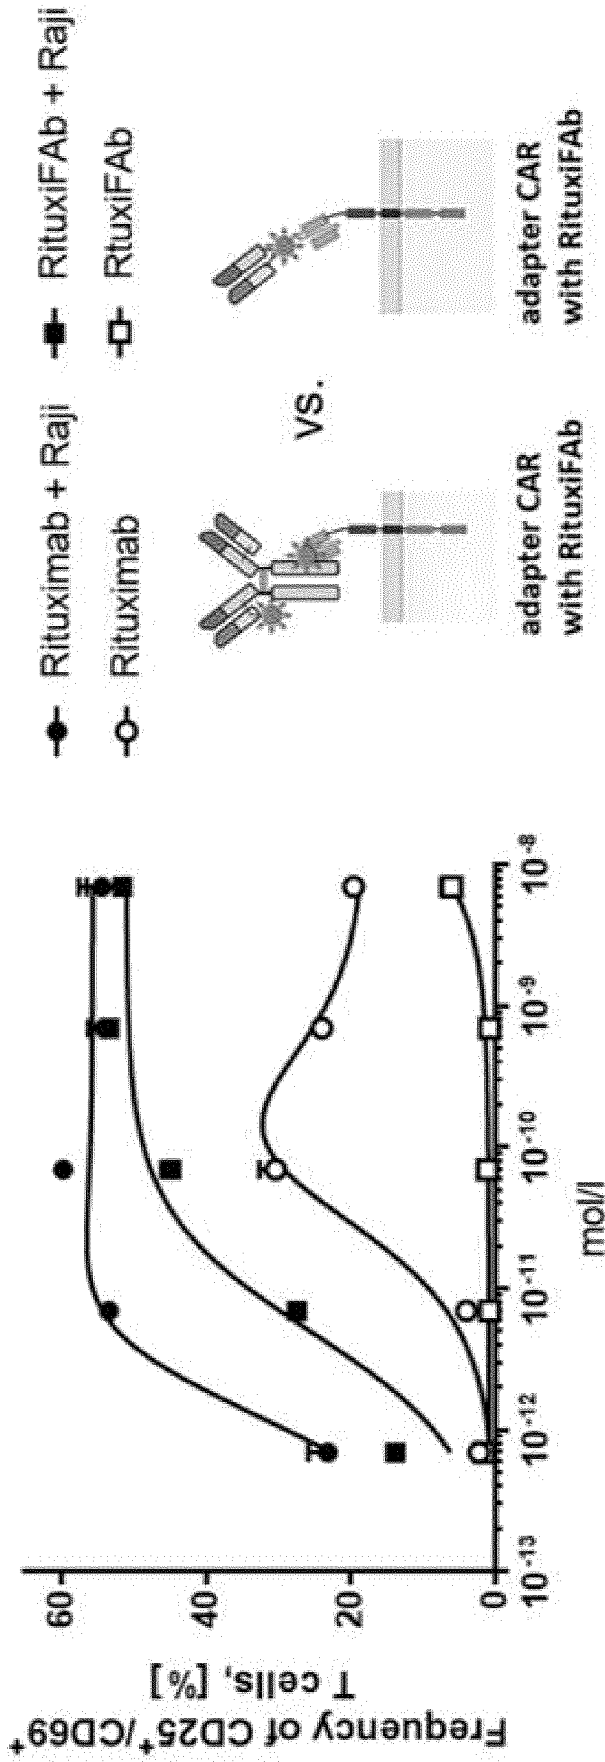 Frequency of CD25⁺/CD69⁺
T cells, [%]
60
40
20
0
10⁻¹³
10⁻¹²
10⁻¹¹
10⁻¹⁰
10⁻⁹
10⁻⁸
mol/l
Rituximab + Raji
RituxiFAb + Raji
Rituximab
RtuxiFAb
vs.
adapter CAR
with RituxiFAb
adapter CAR
with RituxiFAb